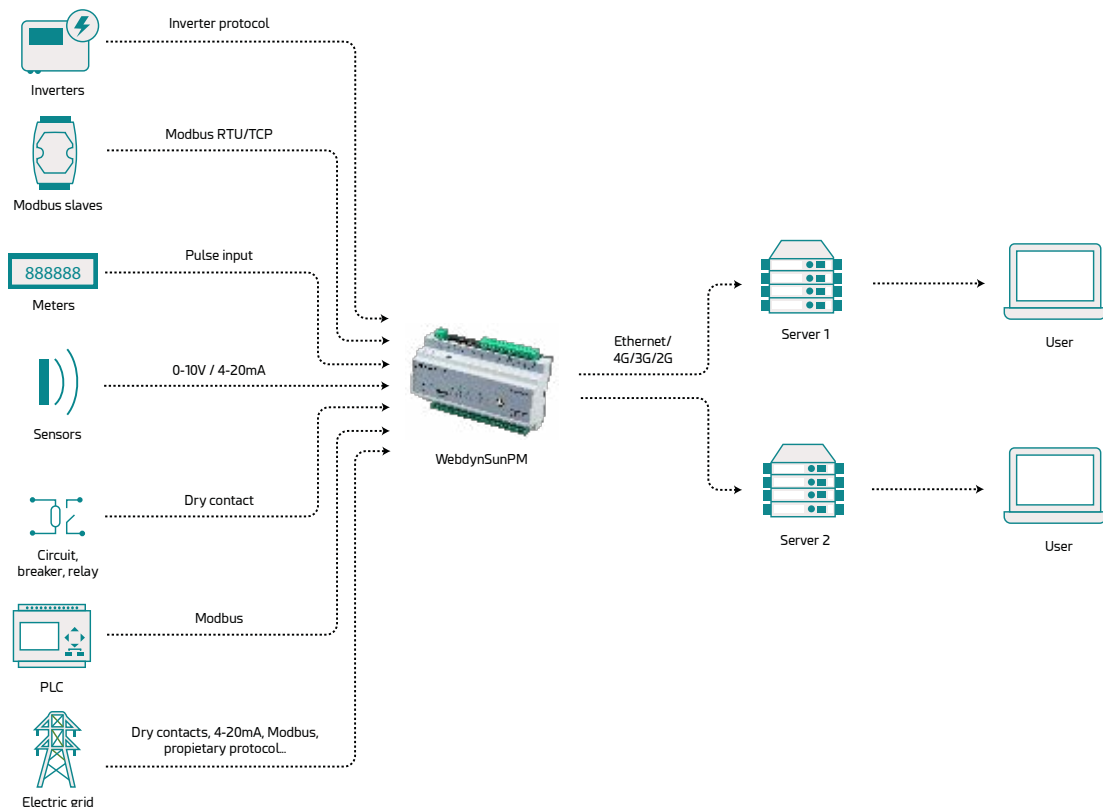 Inverter protocol
Inverters
Modbus RTU/TCP
Modbus slaves
Pulse input
888888
Meters
0-10V / 4-20mA
Sensors
Dry contact
Circuit,
breaker, relay
Modbus
PLC
Dry contacts, 4-20mA, Modbus,
propietary protocol...
Electric grid
WebdynSunPM
Ethernet/
4G/3G/2G
Server 1
User
Server 2
User